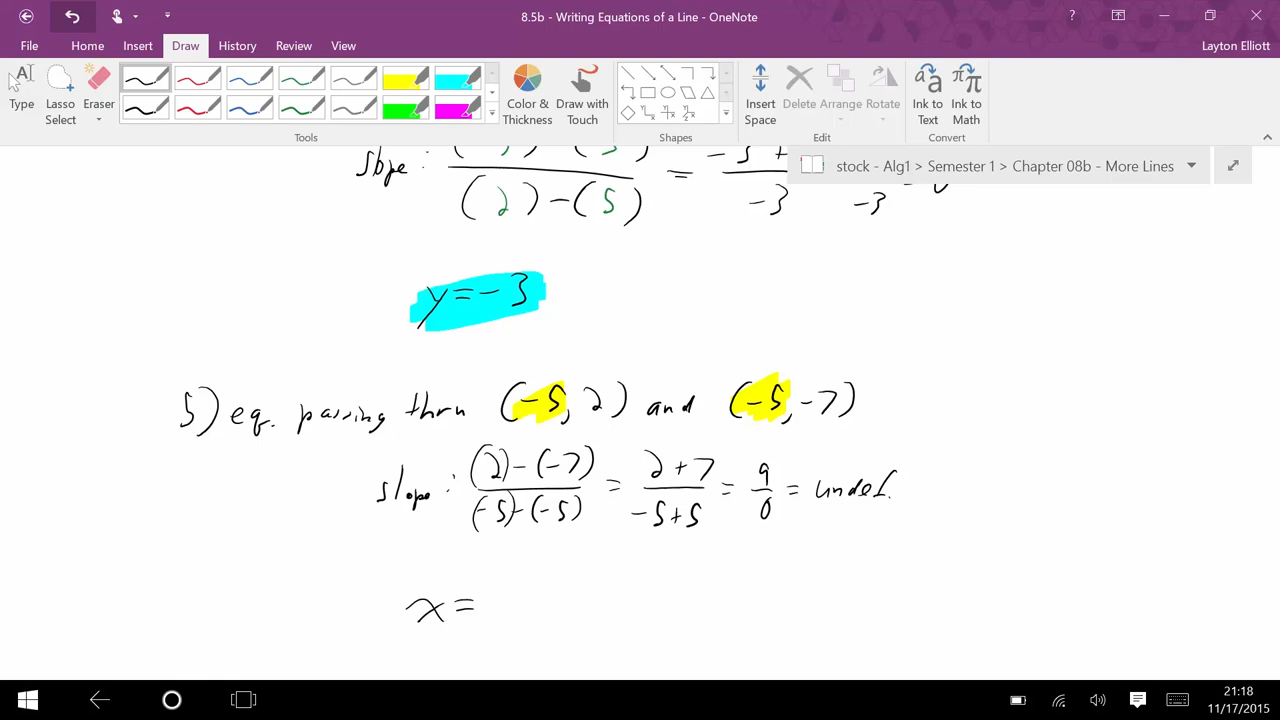 8.5b - Writing Equations of a Line - OneNote
File Home Insert Draw History Review View
Layton Elliott
Type Lasso Select Eraser Color & Thickness Draw with Touch Insert Space Delete Arrange Rotate Ink to Text Ink to Math
Tools Shapes Edit Convert
stock - Alg1 > Semester 1 > Chapter 08b - More Lines
slope :
(2)-(5) = -3 -3
y=-3
5) eq. passing thru (-5, 2) and (-5, -7)
slope : (2)-(-7) / (-5)-(-5) = 2+7 / -5+5 = 9/0 = undef.
x=
21:18
11/17/2015